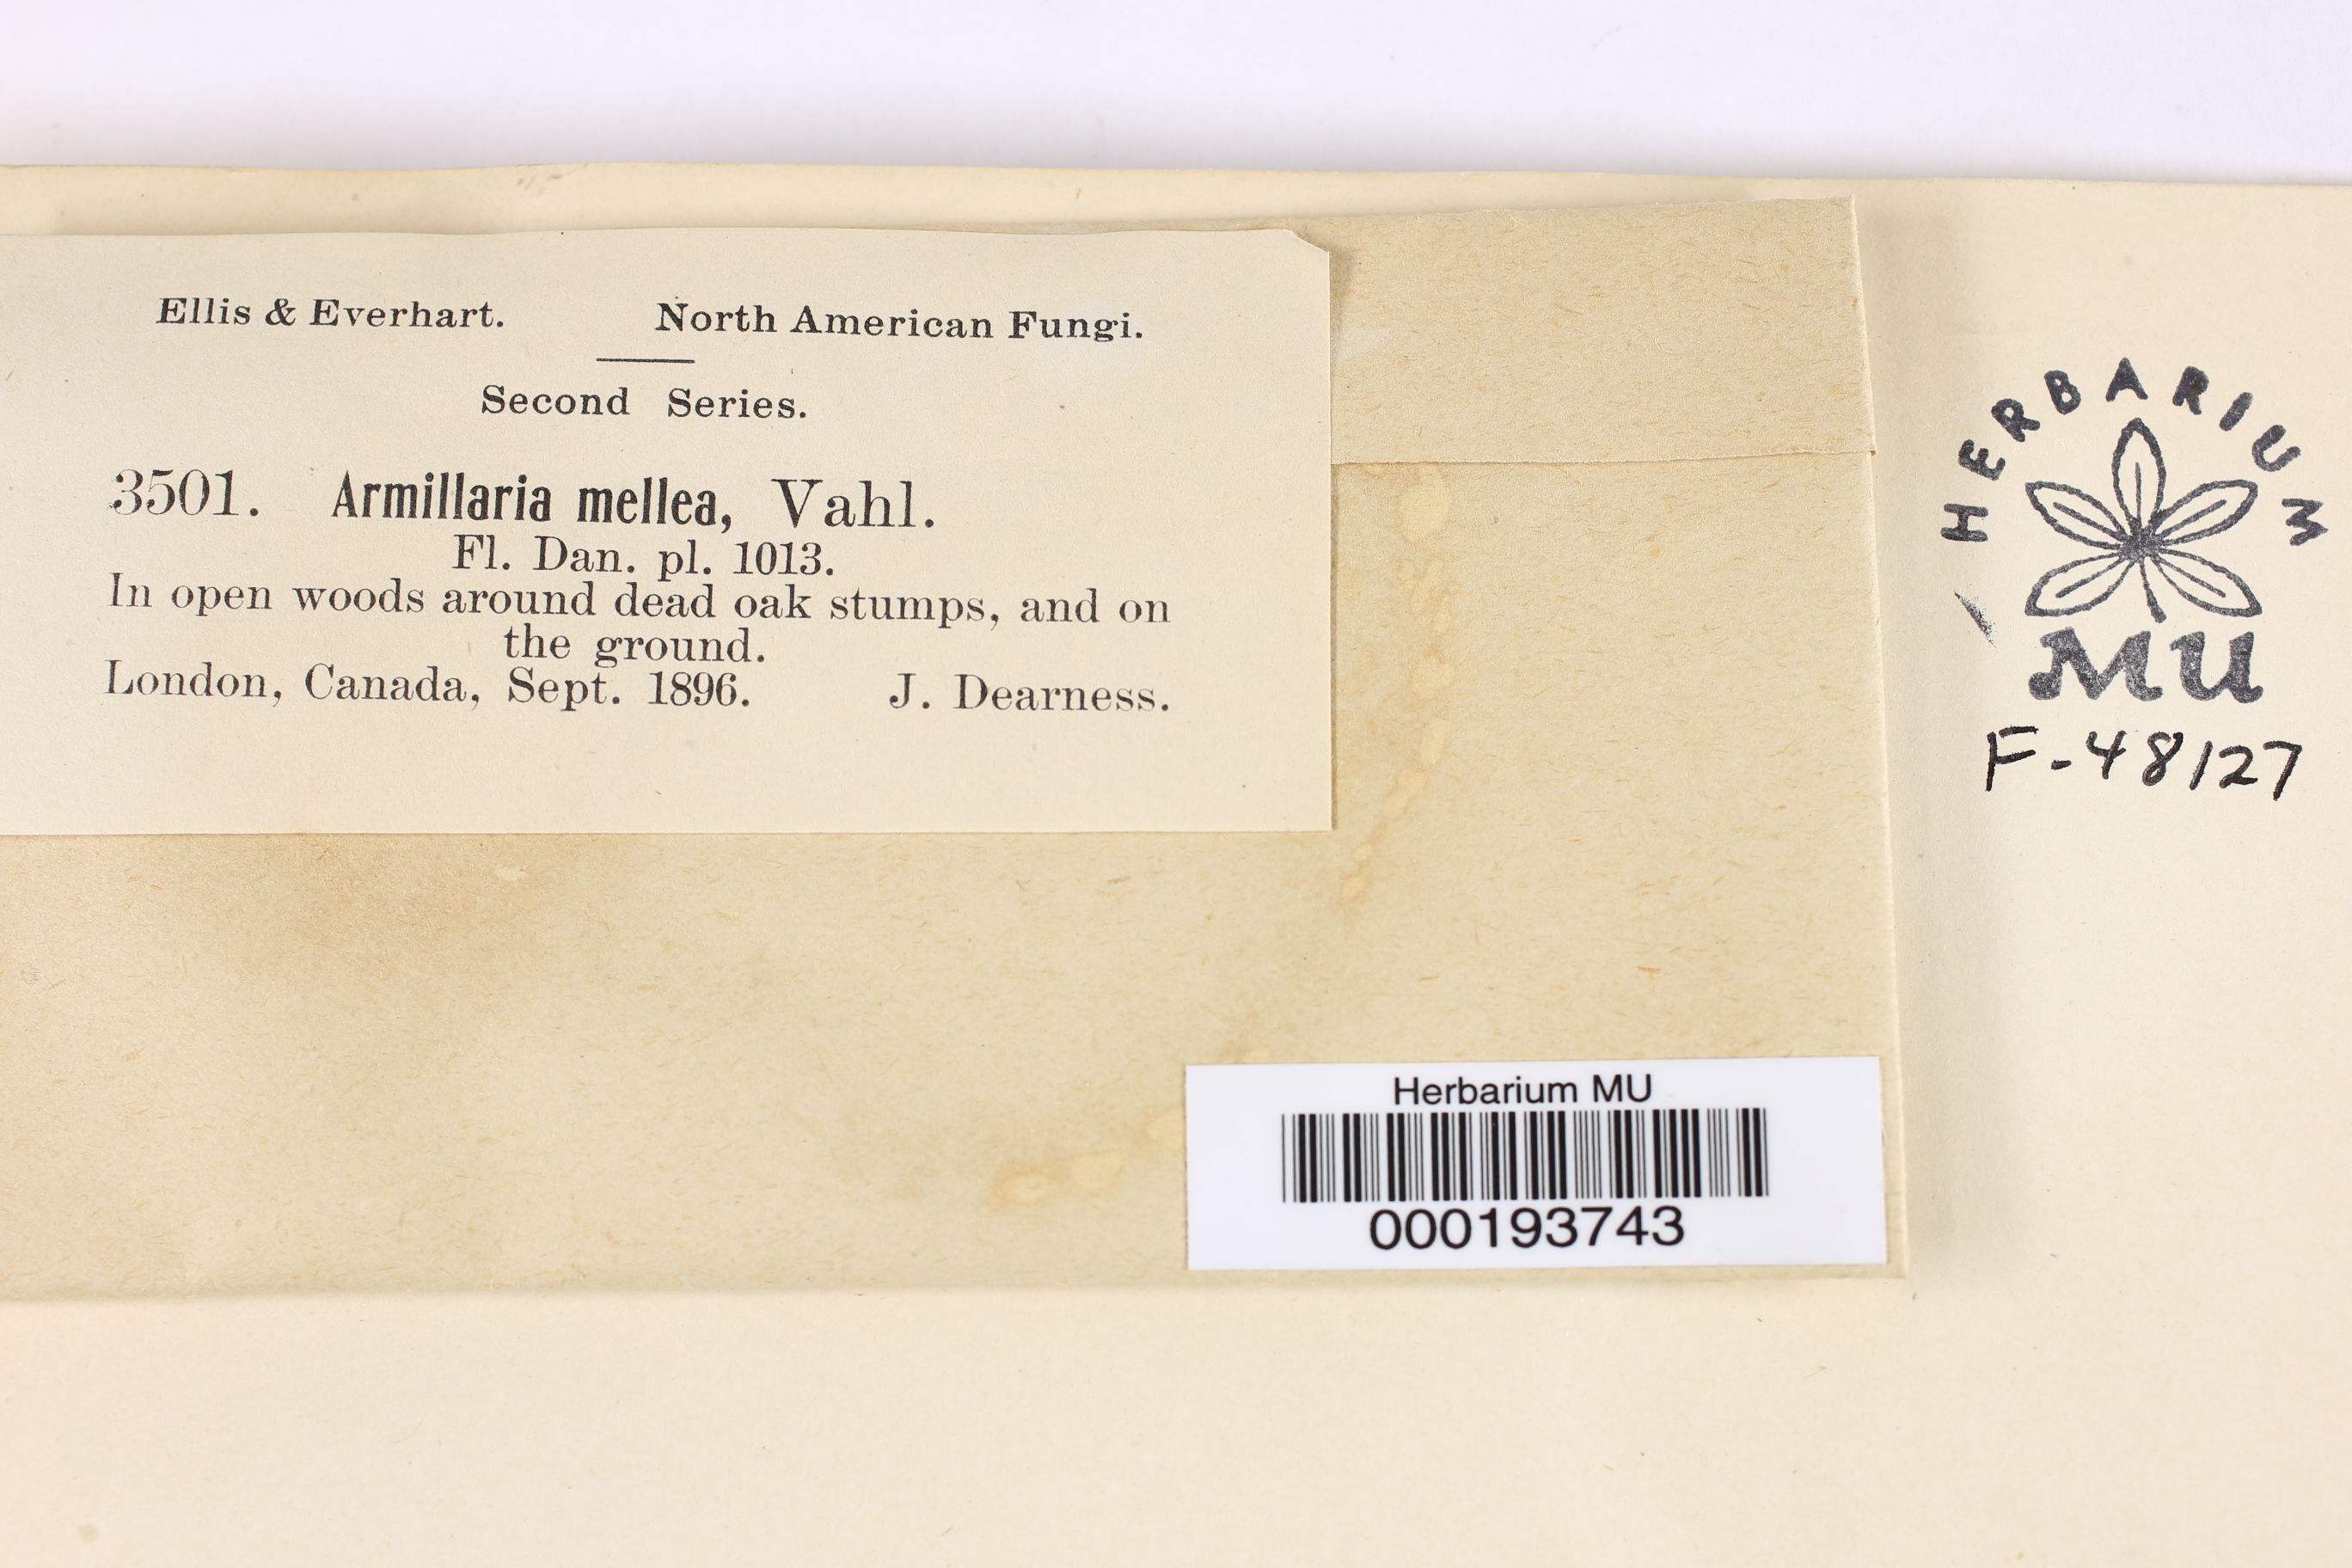 Ellis & Everhart. North American Fungi.
Second Series.
3501. Armillaria mellea, Vahl.
Fl. Dan. pl. 1013.
In open woods around dead oak stumps, and on
the ground.
London, Canada, Sept. 1896. J. Dearness.
HERBARIUM
MU
F-48127
Herbarium MU
000193743